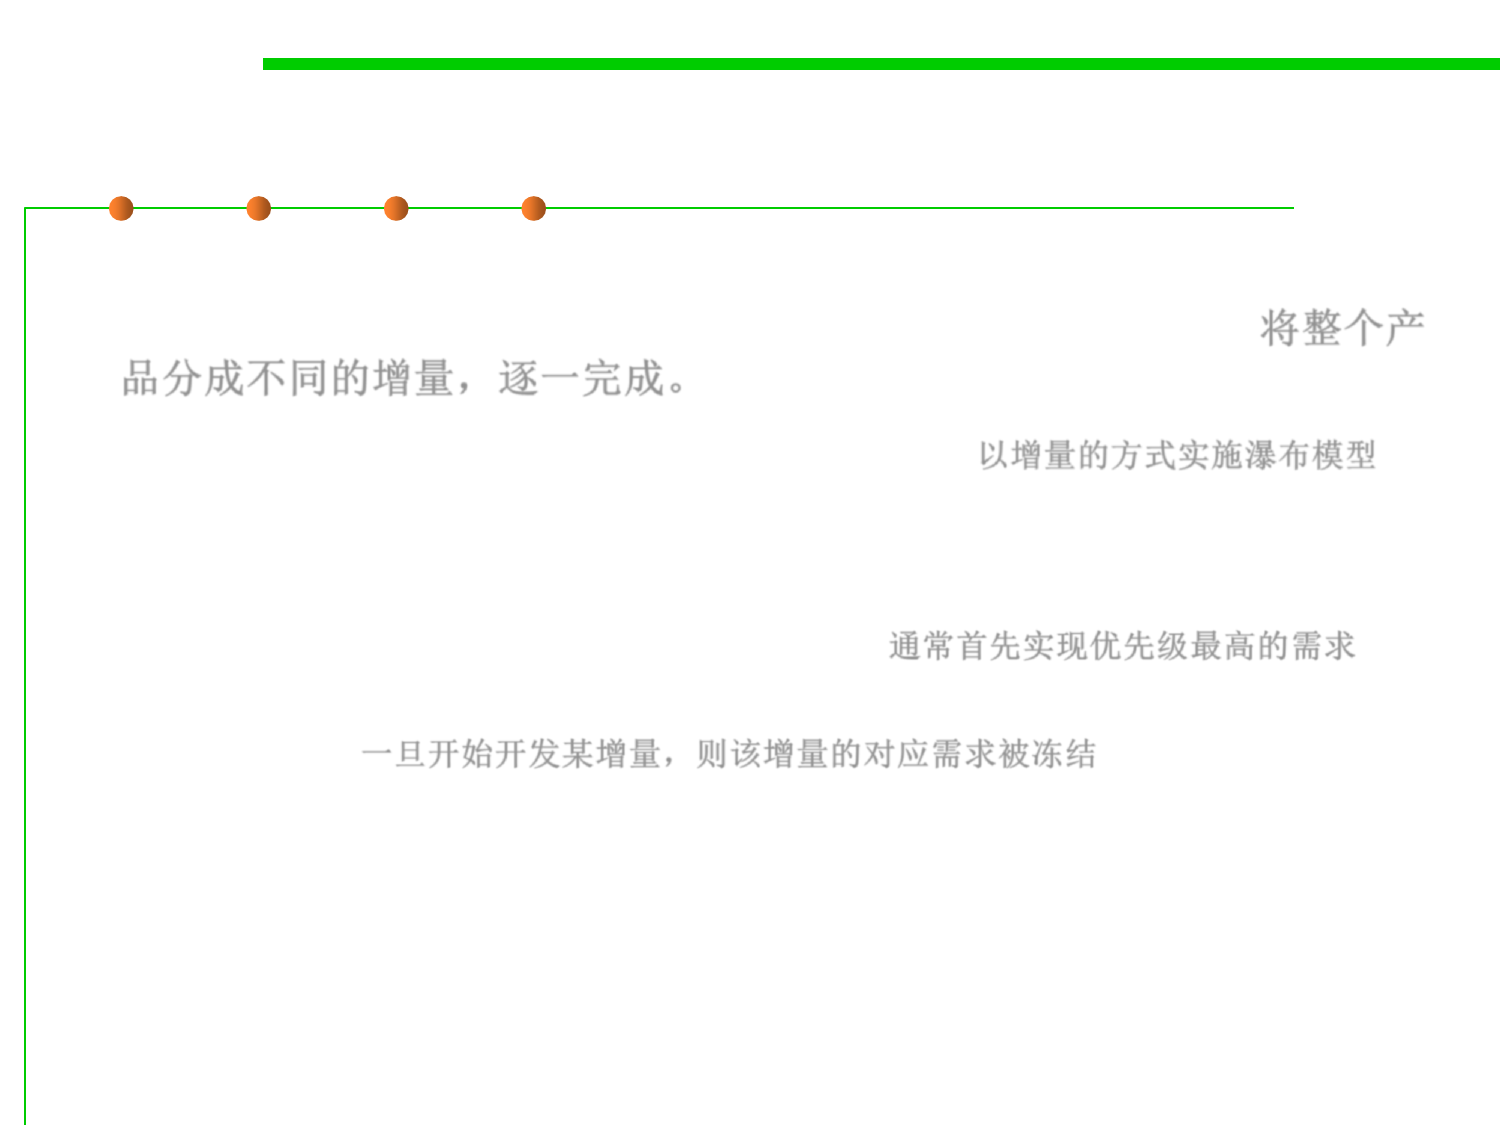 将整个产
品分成不同的增量，逐一完成。
以增量的方式实施瀑布模型
通常首先实现优先级最高的需求
一旦开始开发某增量，则该增量的对应需求被冻结